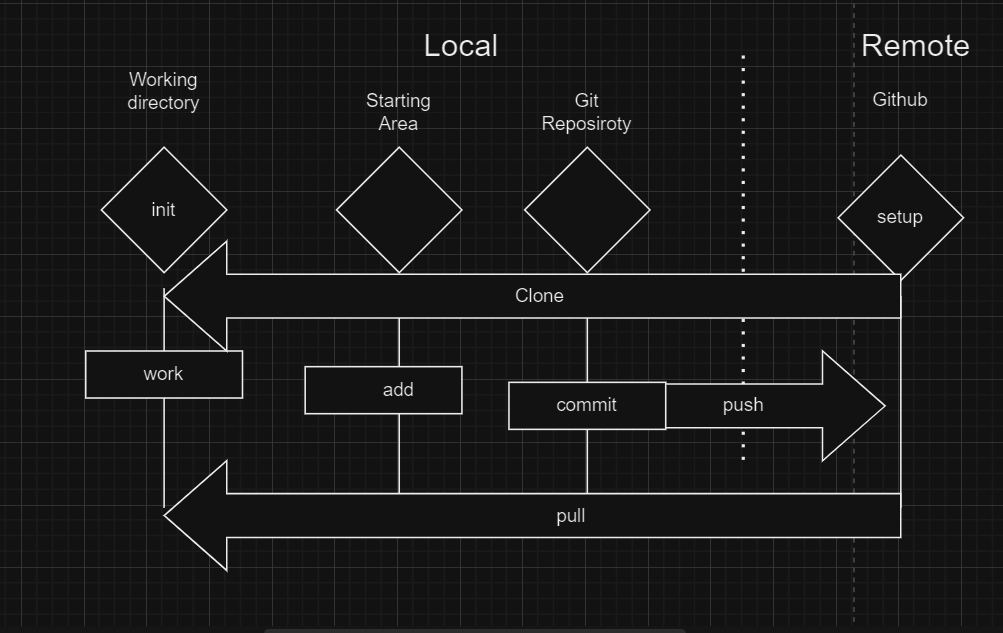 Local
Remote
Working
directory
Starting
Area
Git
Reposiroty
Github
init
setup
Clone
work
add
commit
push
pull